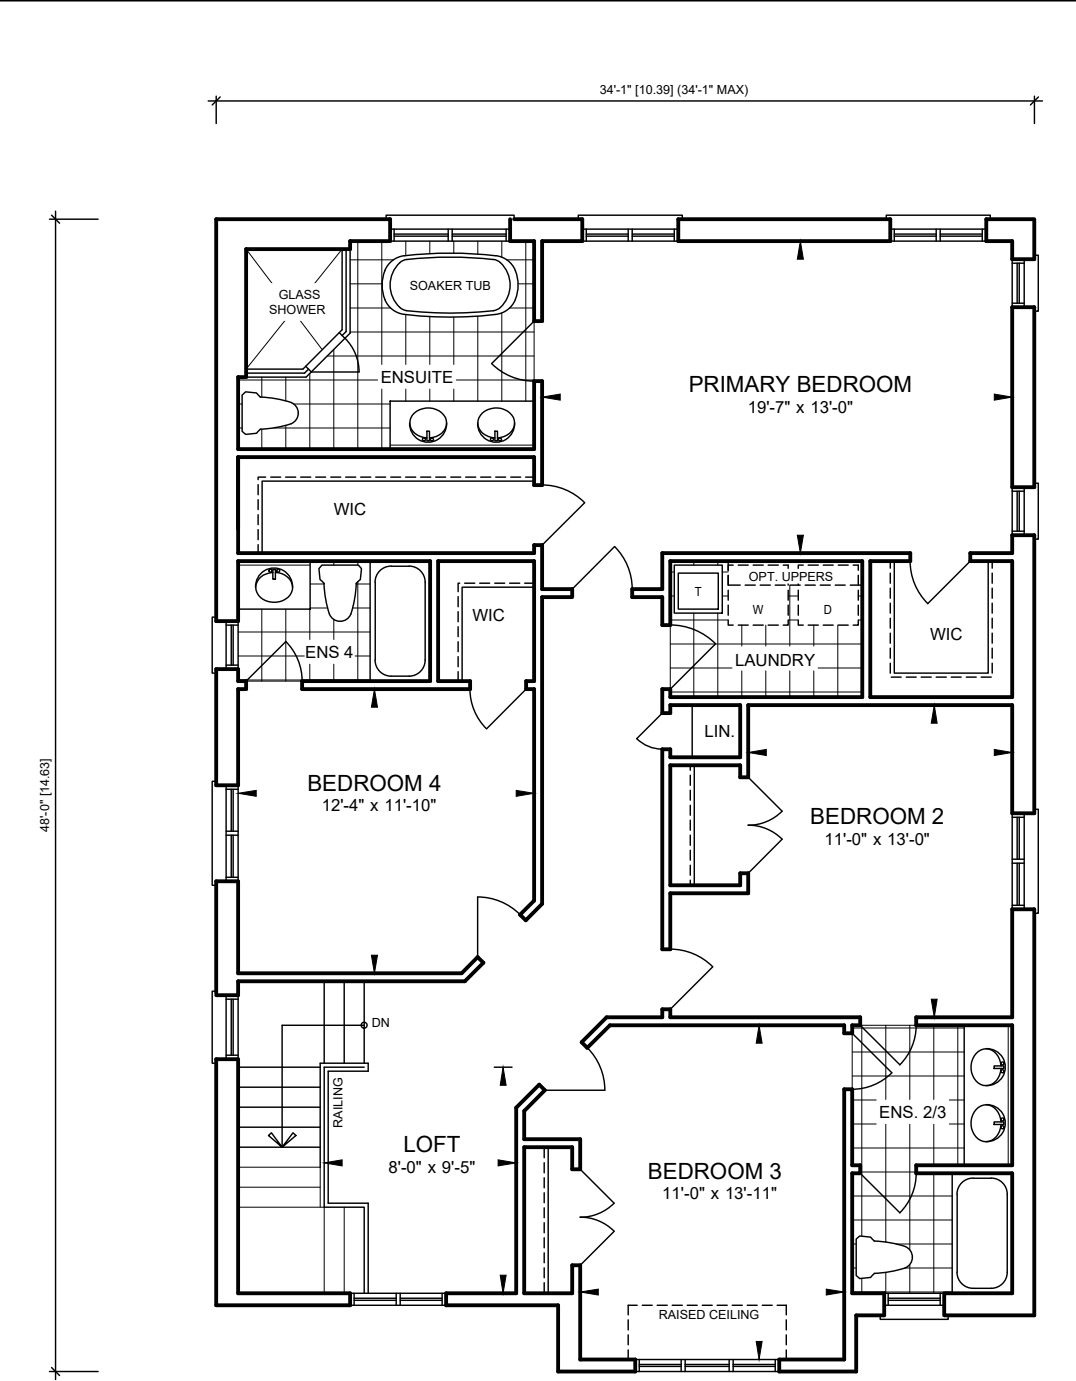 34'-1" [10.39] (34'-1" MAX)
48'-0" [14.63]
GLASS
SHOWER
SOAKER TUB
ENSUITE
PRIMARY BEDROOM
19'-7" x 13'-0"
WIC
OPT. UPPERS
T
W
D
LAUNDRY
WIC
ENS 4
WIC
LIN.
BEDROOM 4
12'-4" x 11'-10"
BEDROOM 2
11'-0" x 13'-0"
DN
RAILING
LOFT
8'-0" x 9'-5"
ENS. 2/3
BEDROOM 3
11'-0" x 13'-11"
RAISED CEILING